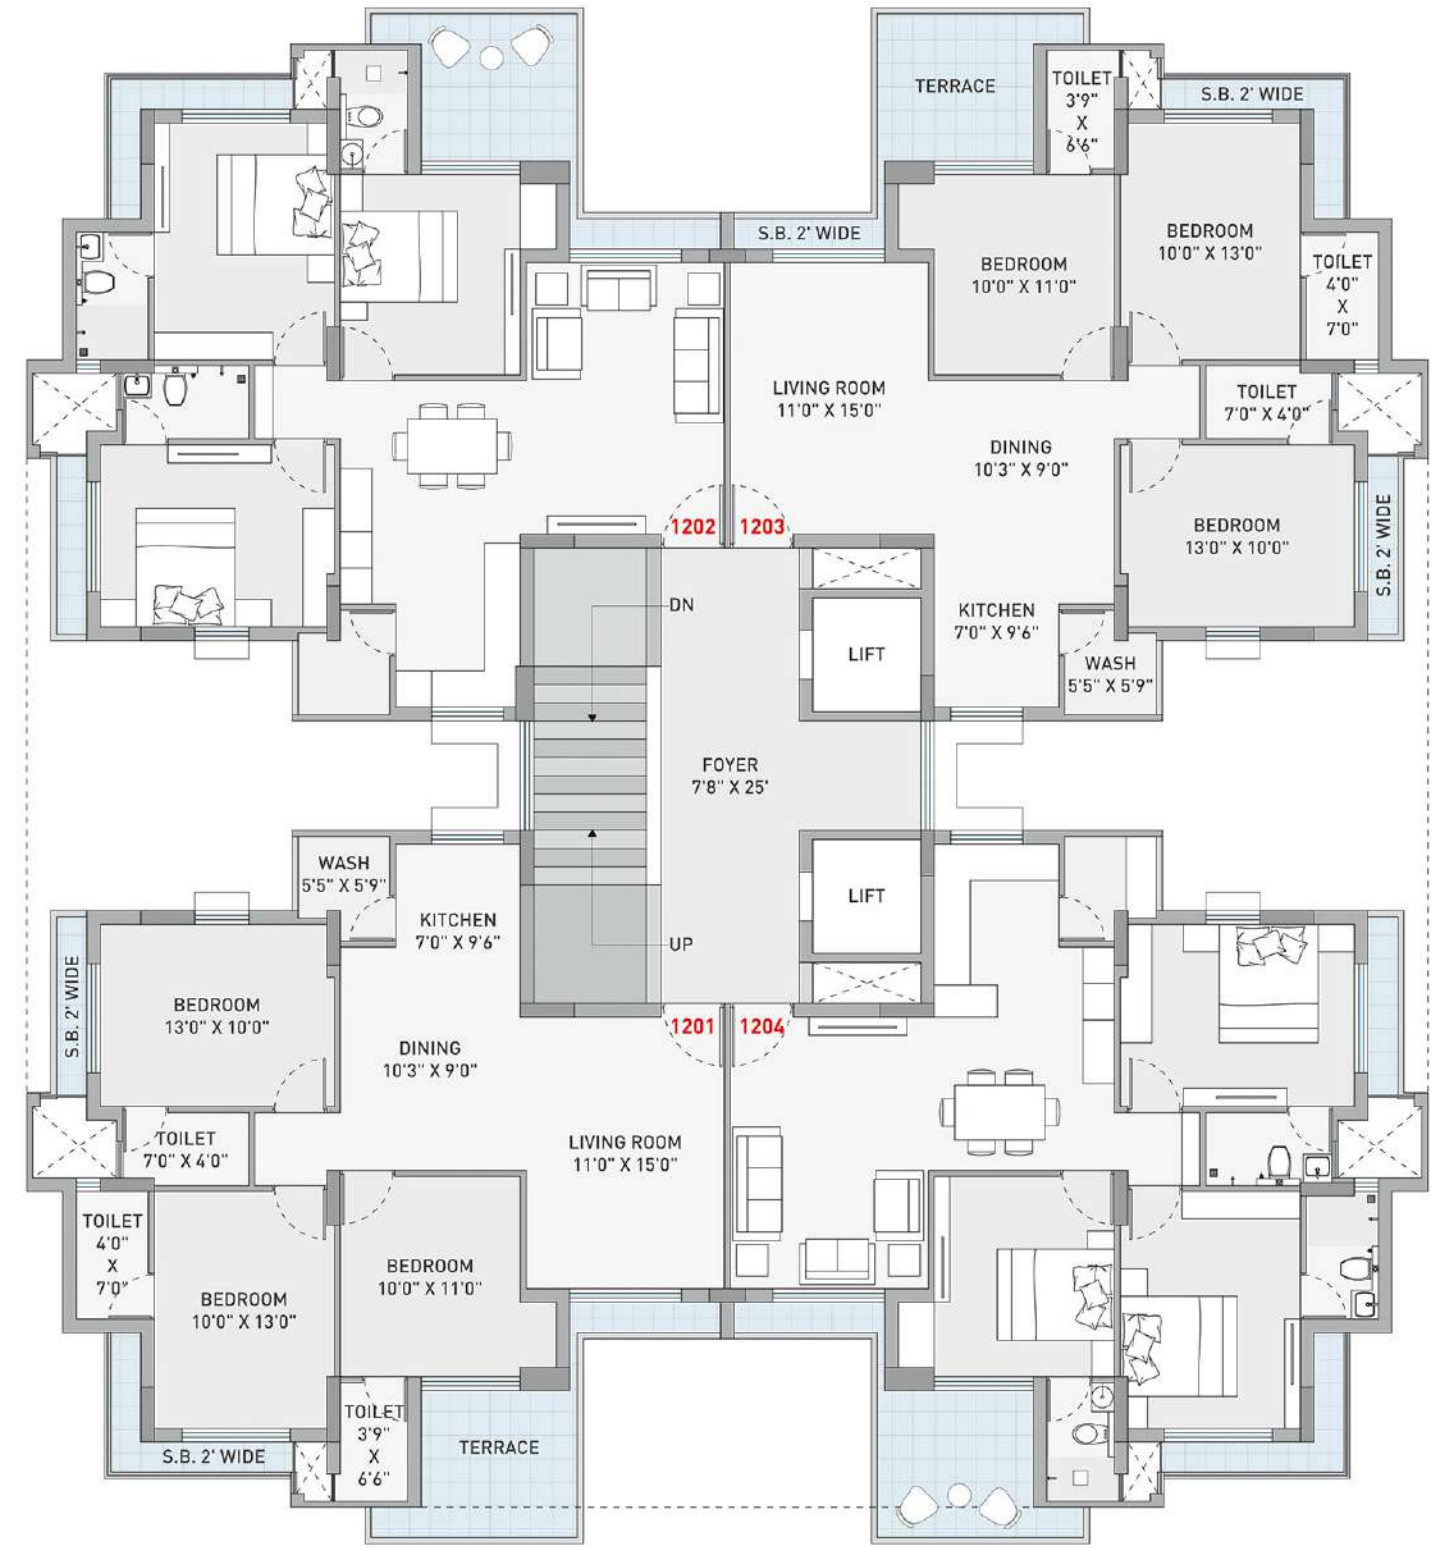 TERRACE
TOILET
3'9"
X
6'6"
S.B. 2' WIDE
S.B. 2' WIDE
BEDROOM
10'0" X 13'0"
BEDROOM
10'0" X 11'0"
TOILET
4'0"
X
7'0"
LIVING ROOM
11'0" X 15'0"
TOILET
7'0" X 4'0"
DINING
10'3" X 9'0"
1202
1203
BEDROOM
13'0" X 10'0"
S.B. 2' WIDE
DN
KITCHEN
7'0" X 9'6"
LIFT
WASH
5'5" X 5'9"
FOYER
7'8" X 25'
WASH
5'5" X 5'9"
LIFT
KITCHEN
7'0" X 9'6"
UP
S.B. 2' WIDE
BEDROOM
13'0" X 10'0"
1201
1204
DINING
10'3" X 9'0"
TOILET
7'0" X 4'0"
LIVING ROOM
11'0" X 15'0"
TOILET
4'0"
X
7'0"
BEDROOM
10'0" X 11'0"
BEDROOM
10'0" X 13'0"
TOILET
3'9"
X
6'6"
TERRACE
S.B. 2' WIDE